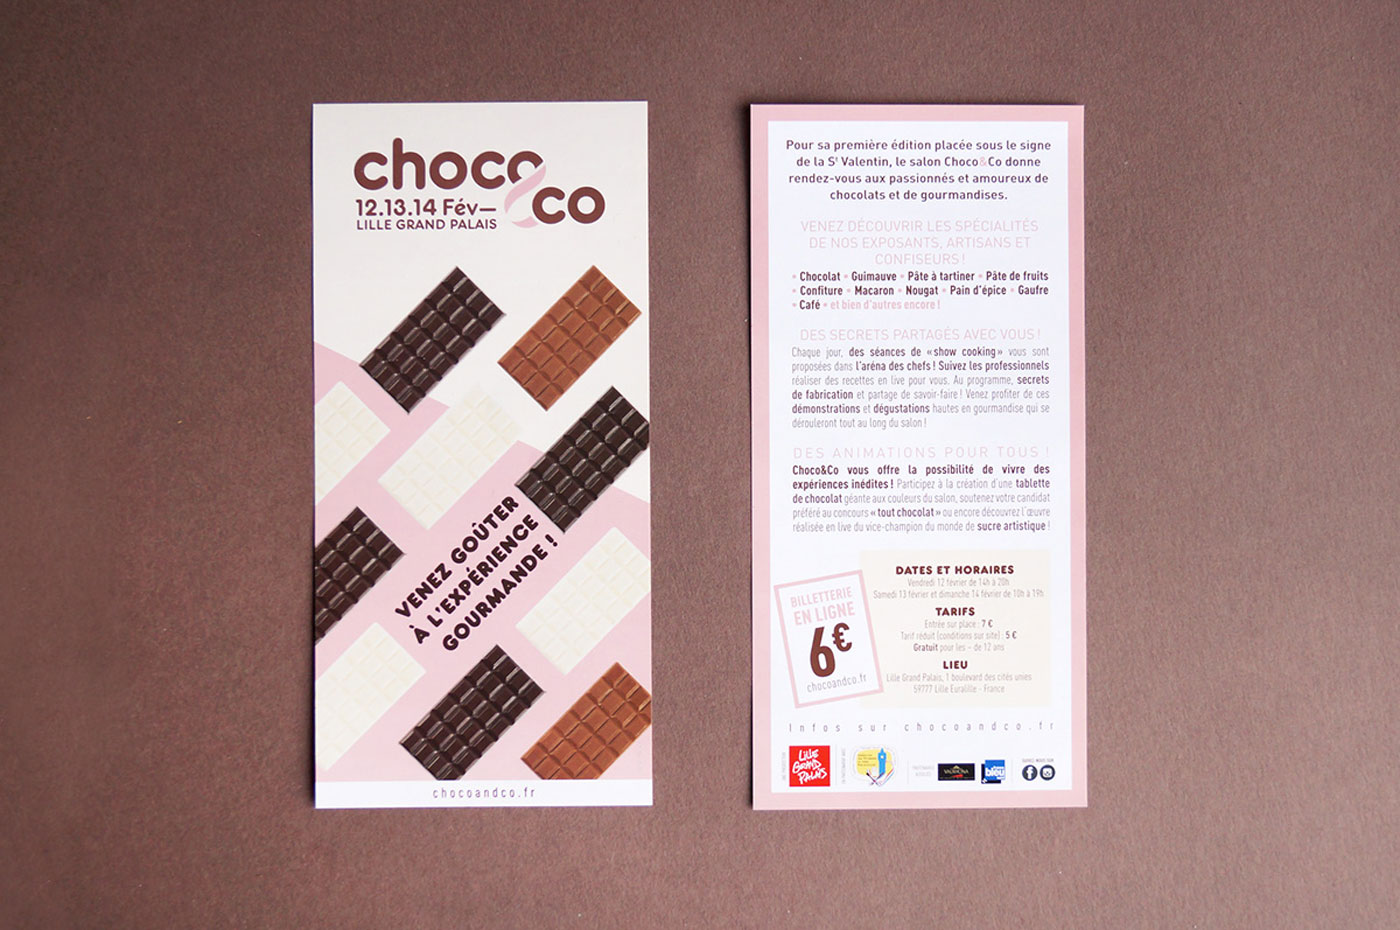 choco
&co
12.13.14 Fév—
LILLE GRAND PALAIS
VENEZ GOÛTER
À L'EXPÉRIENCE
GOURMANDE !
chocoandco.fr
Pour sa première édition placée sous le signe
de la St Valentin, le salon Choco&Co donne
rendez-vous aux passionnés et amoureux de
chocolats et de gourmandises.
VENEZ DÉCOUVRIR LES SPÉCIALITÉS
DE NOS EXPOSANTS, ARTISANS ET
CONFISEURS !
• Chocolat • Guimauve • Pâte à tartiner • Pâte de fruits
• Confiture • Macaron • Nougat • Pain d'épice • Gaufre
• Café • et bien d'autres encore !
DES SECRETS PARTAGÉS AVEC VOUS !
Chaque jour, des séances de «show cooking» vous sont
proposées dans l'aréna des chefs ! Suivez les professionnels
réaliser des recettes en live pour vous. Au programme, secrets
de fabrication et partage de savoir-faire ! Venez profiter de ces
démonstrations et dégustations hautes en gourmandise qui se
dérouleront tout au long du salon !
DES ANIMATIONS POUR TOUS !
Choco&Co vous offre la possibilité de vivre des
expériences inédites ! Participez à la création d'une tablette
de chocolat géante aux couleurs du salon, soutenez votre candidat
préféré au concours «tout chocolat» ou encore découvrez l'œuvre
réalisée en live du vice-champion du monde de sucre artistique !
BILLETTERIE
EN LIGNE
6€
chocoandco.fr
DATES ET HORAIRES
Vendredi 12 février de 14h à 20h
Samedi 13 février et dimanche 14 février de 10h à 19h
TARIFS
Entrée sur place : 7 €
Tarif réduit (conditions sur site) : 5 €
Gratuit pour les - de 12 ans
LIEU
Lille Grand Palais, 1 boulevard des cités unies
59777 Lille Euralille - France
Infos sur chocoandco.fr
LILLE
GRAND
PALAIS
VALRHONA
bleu
SUIVEZ-NOUS SUR